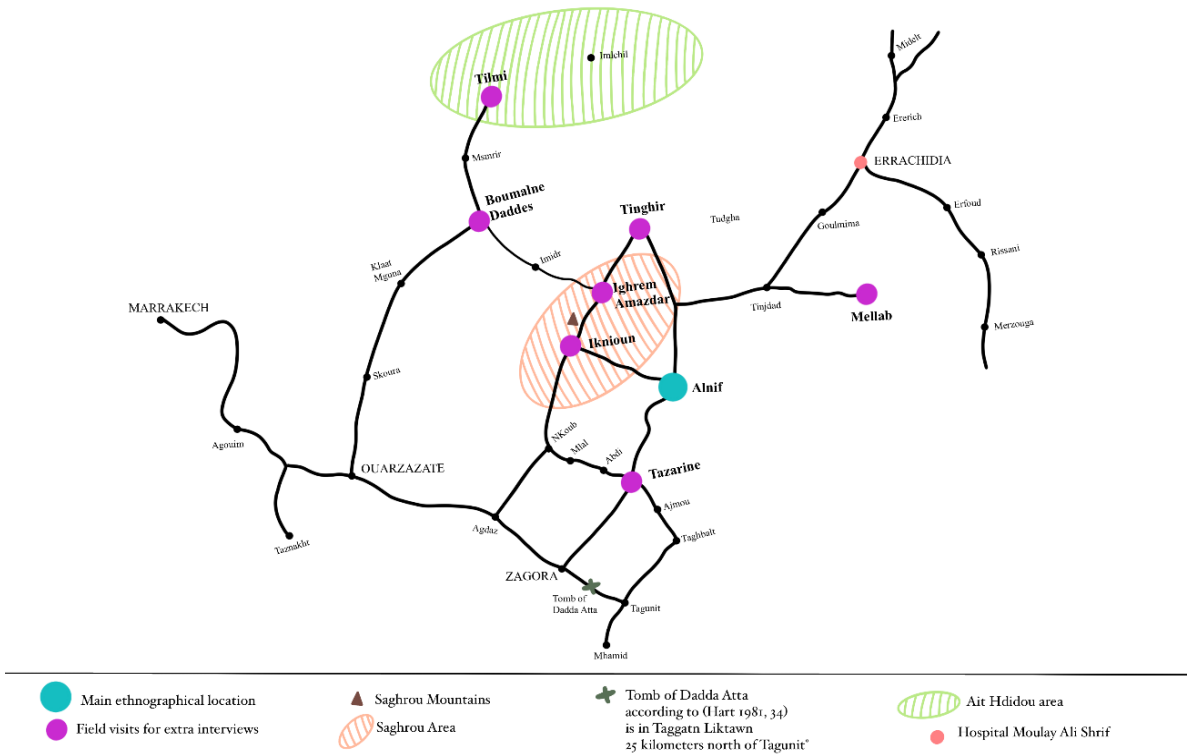 Midelt
Imlchil
Tilmi
Ererich
Msmrir
ERRACHIDIA
Boumalne
Daddes
Tinghir
Tudgha
Goulmima
Erfoud
Rissani
Imidr
Klaat
Mgona
Ighrem
Amazdar
MARRAKECH
Tinjdad
Mellab
Merzouga
Iknioun
Skoura
Alnif
Agouim
NKoub
Mlal
Abdi
OUARZAZATE
Tazarine
Ajmou
Agdaz
Taghbalt
Taznakht
ZAGORA
Tomb of
Dadda Atta
Tagunit
Mhamid
Main ethnographical location
Field visits for extra interviews
Saghrou Mountains
Saghrou Area
Tomb of Dadda Atta
according to (Hart 1981, 34)
is in Taggatn Liktawn
25 kilometers north of Tagunit"
Ait Hdidou area
Hospital Moulay Ali Shrif